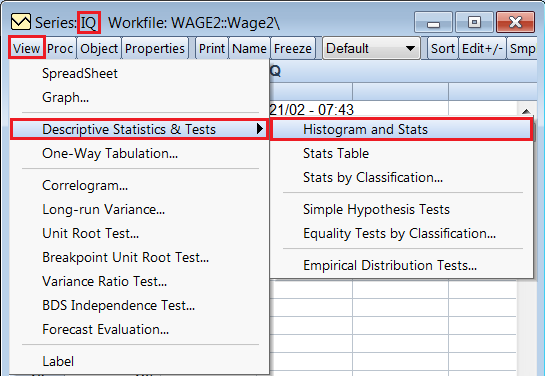 Series: IQ Workfile: WAGE2::Wage2\
View Proc Object Properties Print Name Freeze Default Sort Edit+/- Smpl
Q
21/02 - 07:43
SpreadSheet
Graph...
Descriptive Statistics & Tests
One-Way Tabulation...
Correlogram...
Long-run Variance...
Unit Root Test...
Breakpoint Unit Root Test...
Variance Ratio Test...
BDS Independence Test...
Forecast Evaluation...
Label
Histogram and Stats
Stats Table
Stats by Classification...
Simple Hypothesis Tests
Equality Tests by Classification...
Empirical Distribution Tests...